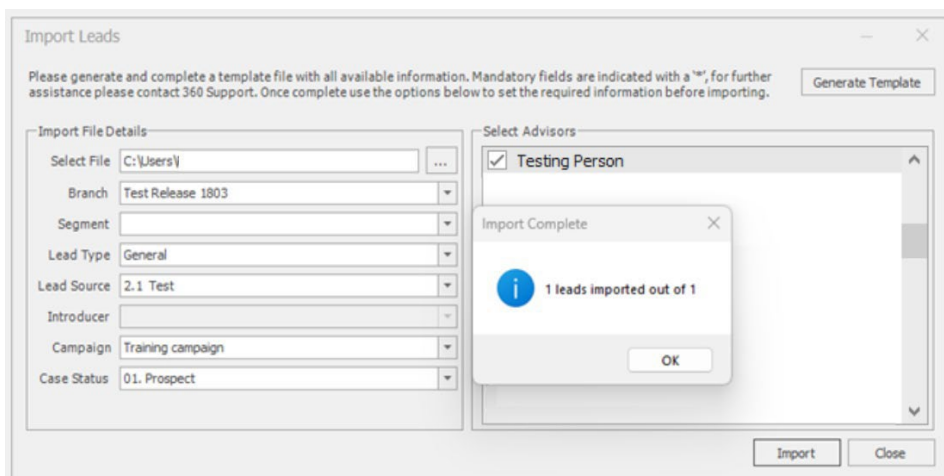 Import Leads
Please generate and complete a template file with all available information. Mandatory fields are indicated with a '*', for further
assistance please contact 360 Support. Once complete use the options below to set the required information before importing.
Generate Template
Import File Details
Select File C:\Users\
...
Branch Test Release 1803
Segment
Lead Type General
Lead Source 2.1 Test
Introducer
Campaign Training campaign
Case Status 01. Prospect
Select Advisors
Testing Person
Import Complete
1 leads imported out of 1
OK
Import
Close